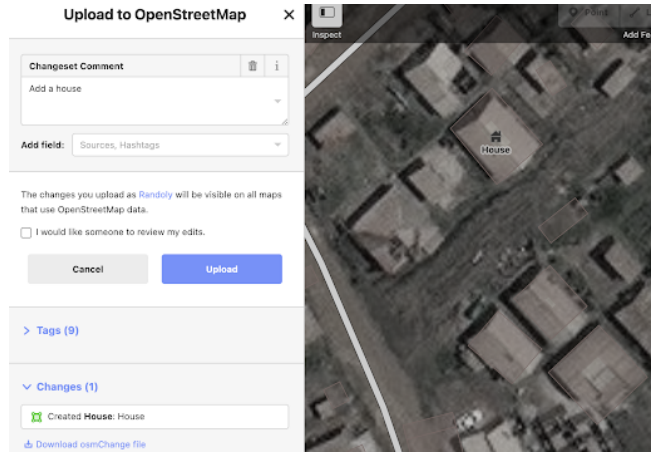 Upload to OpenStreetMap
Changeset Comment
i
Add a house
Add field:
Sources, Hashtags
The changes you upload as Randoly will be visible on all maps
that use OpenStreetMap data.
I would like someone to review my edits.
Cancel
Upload
Tags (9)
Changes (1)
Created House: House
Download osmChange file
Inspect
Point
Add Fe
House